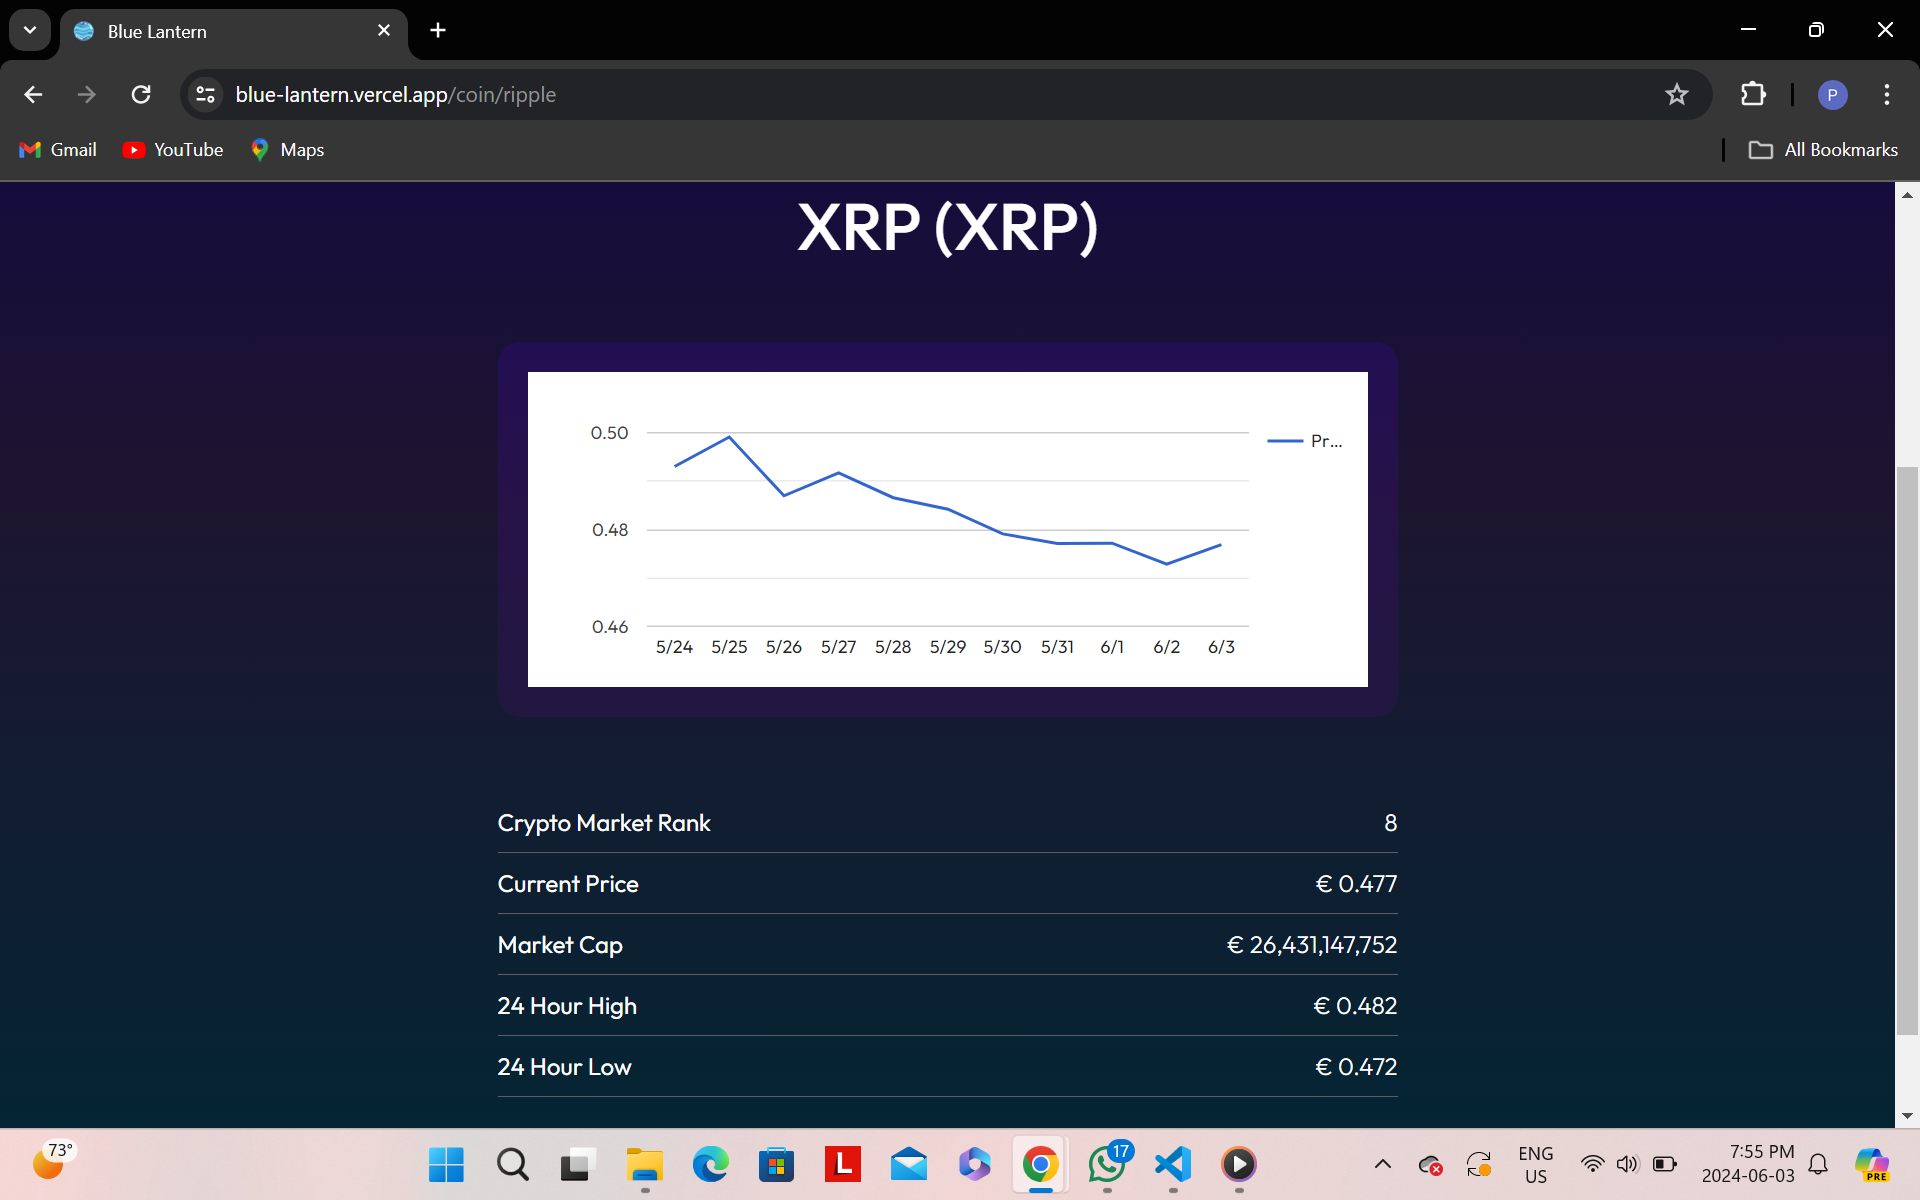 Blue Lantern
blue-lantern.vercel.app/coin/ripple
P
Gmail YouTube Maps All Bookmarks
XRP (XRP)
0.50
0.48
0.46
Pr...
5/24 5/25 5/26 5/27 5/28 5/29 5/30 5/31 6/1 6/2 6/3
Crypto Market Rank 8
Current Price € 0.477
Market Cap € 26,431,147,752
24 Hour High € 0.482
24 Hour Low € 0.472
73°
L
17
ENG
US
7:55 PM
2024-06-03
PRE